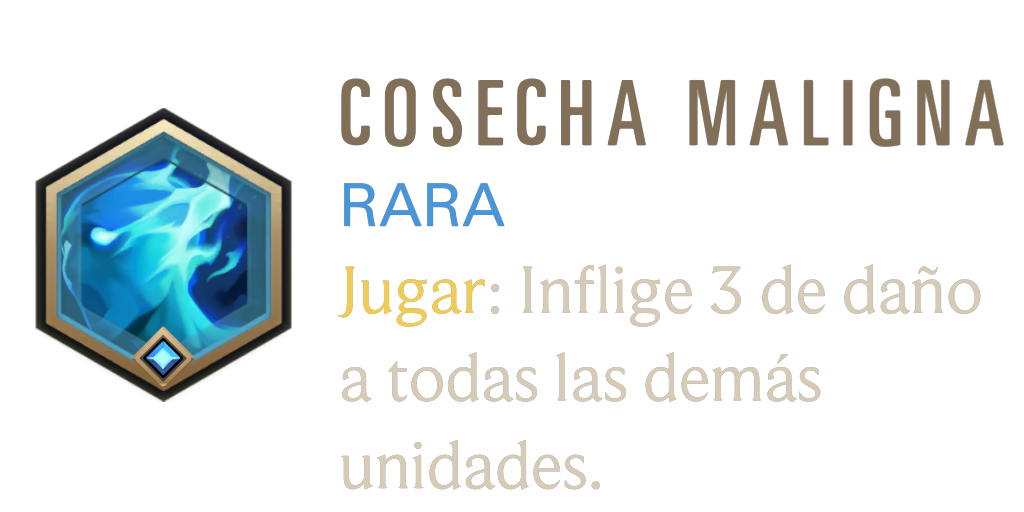 COSECHA MALIGNA
RARA
Jugar: Inflige 3 de daño
a todas las demás
unidades.